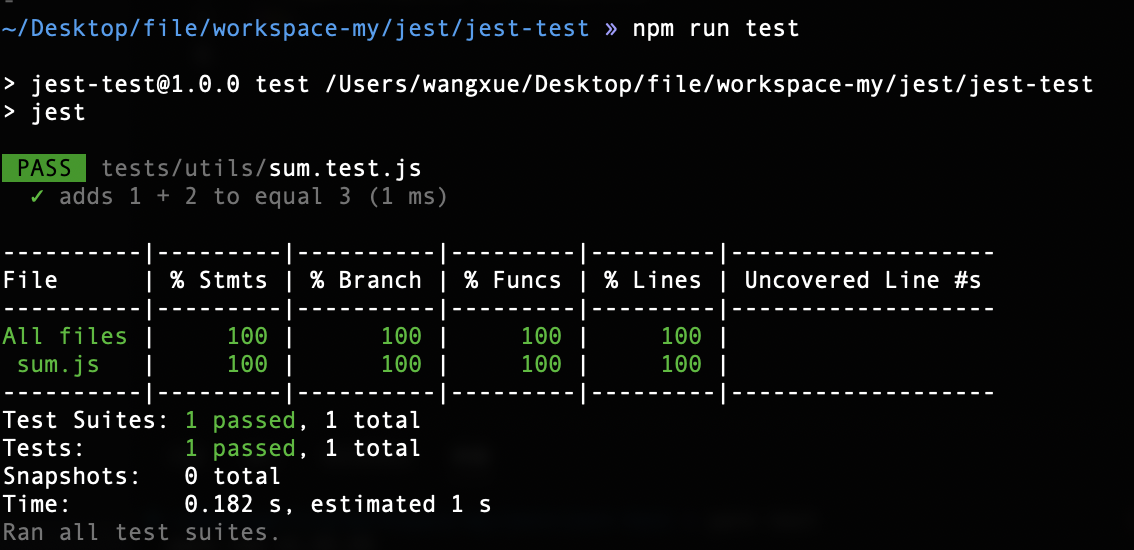 ~/Desktop/file/workspace-my/jest/jest-test » npm run test
> jest-test@1.0.0 test /Users/wangxue/Desktop/file/workspace-my/jest/jest-test
> jest
PASS tests/utils/sum.test.js
✓ adds 1 + 2 to equal 3 (1 ms)
----------|---------|----------|---------|---------|-------------------
File      | % Stmts | % Branch | % Funcs | % Lines | Uncovered Line #s
----------|---------|----------|---------|---------|-------------------
All files |     100 |      100 |     100 |     100 |
 sum.js   |     100 |      100 |     100 |     100 |
----------|---------|----------|---------|---------|-------------------
Test Suites: 1 passed, 1 total
Tests:       1 passed, 1 total
Snapshots:   0 total
Time:        0.182 s, estimated 1 s
Ran all test suites.